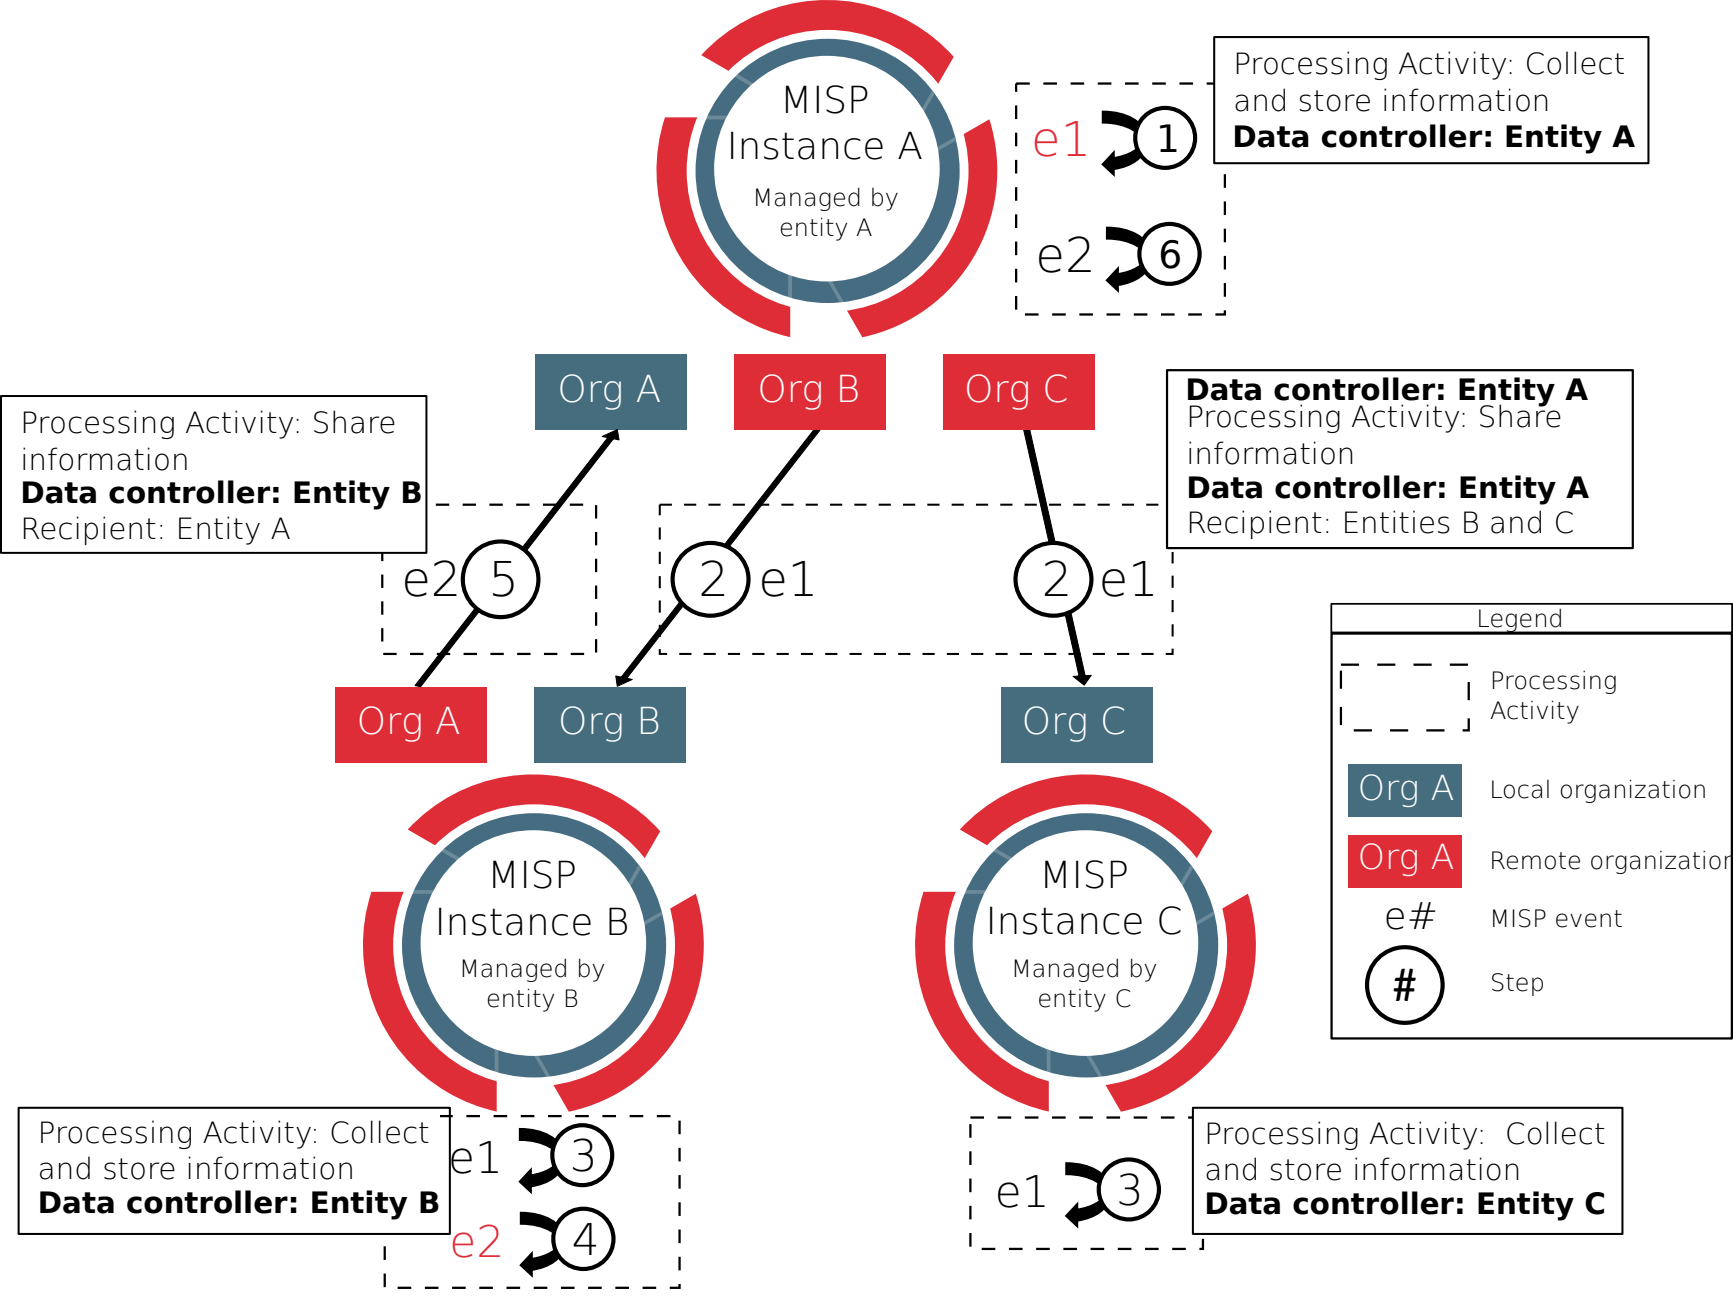 MISP
Instance A
Managed by
entity A
e1
1
e2
6
Processing Activity: Collect
and store information
Data controller: Entity A
Org A
Org B
Org C
Processing Activity: Share
information
Data controller: Entity B
Recipient: Entity A
Data controller: Entity A
Processing Activity: Share
information
Data controller: Entity A
Recipient: Entities B and C
e2
5
2
e1
2
e1
Org A
Org B
Org C
Legend
Processing
Activity
Org A
Local organization
Org A
Remote organization
e#
MISP event
#
Step
MISP
Instance B
Managed by
entity B
MISP
Instance C
Managed by
entity C
Processing Activity: Collect
and store information
Data controller: Entity B
e1
3
e2
4
e1
3
Processing Activity:  Collect
and store information
Data controller: Entity C